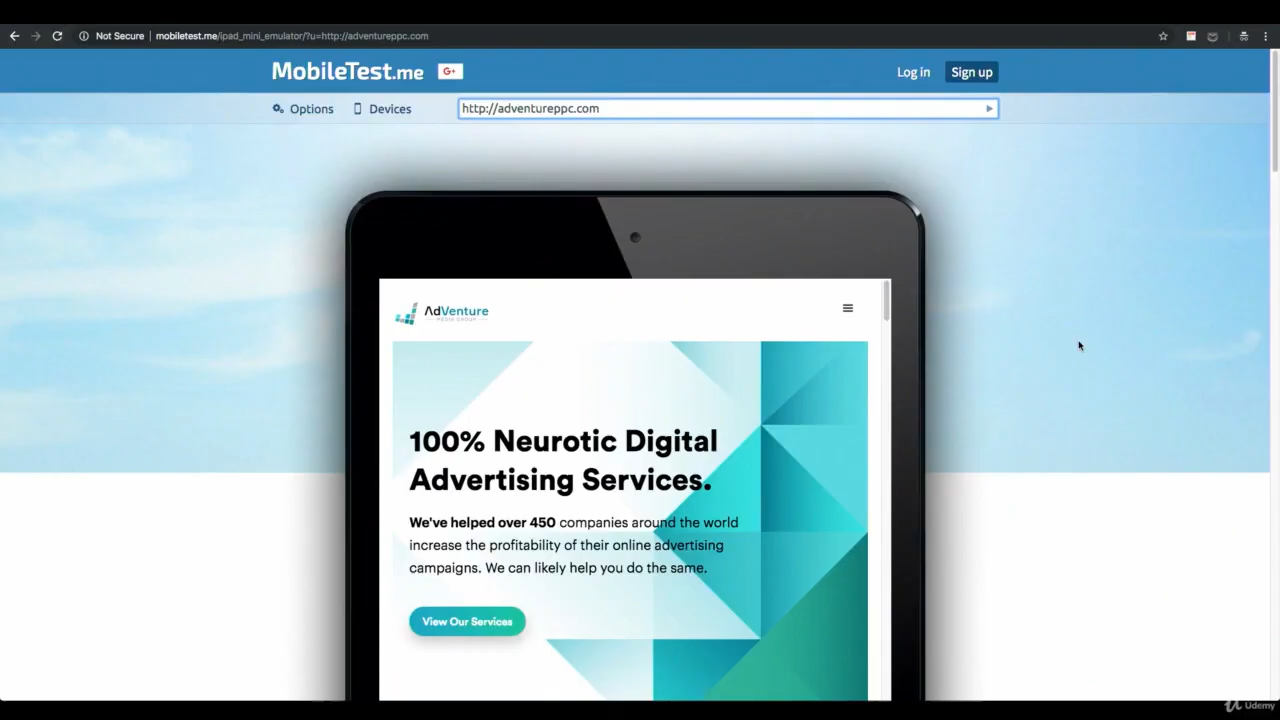 Not Secure | mobiletest.me/ipad_mini_emulator/?u=http://adventureppc.com
MobileTest.me
G+
Log in
Sign up
Options
Devices
http://adventureppc.com
AdVenture
MEDIA GROUP
100% Neurotic Digital
Advertising Services.
We've helped over 450 companies around the world
increase the profitability of their online advertising
campaigns. We can likely help you do the same.
View Our Services
Udemy